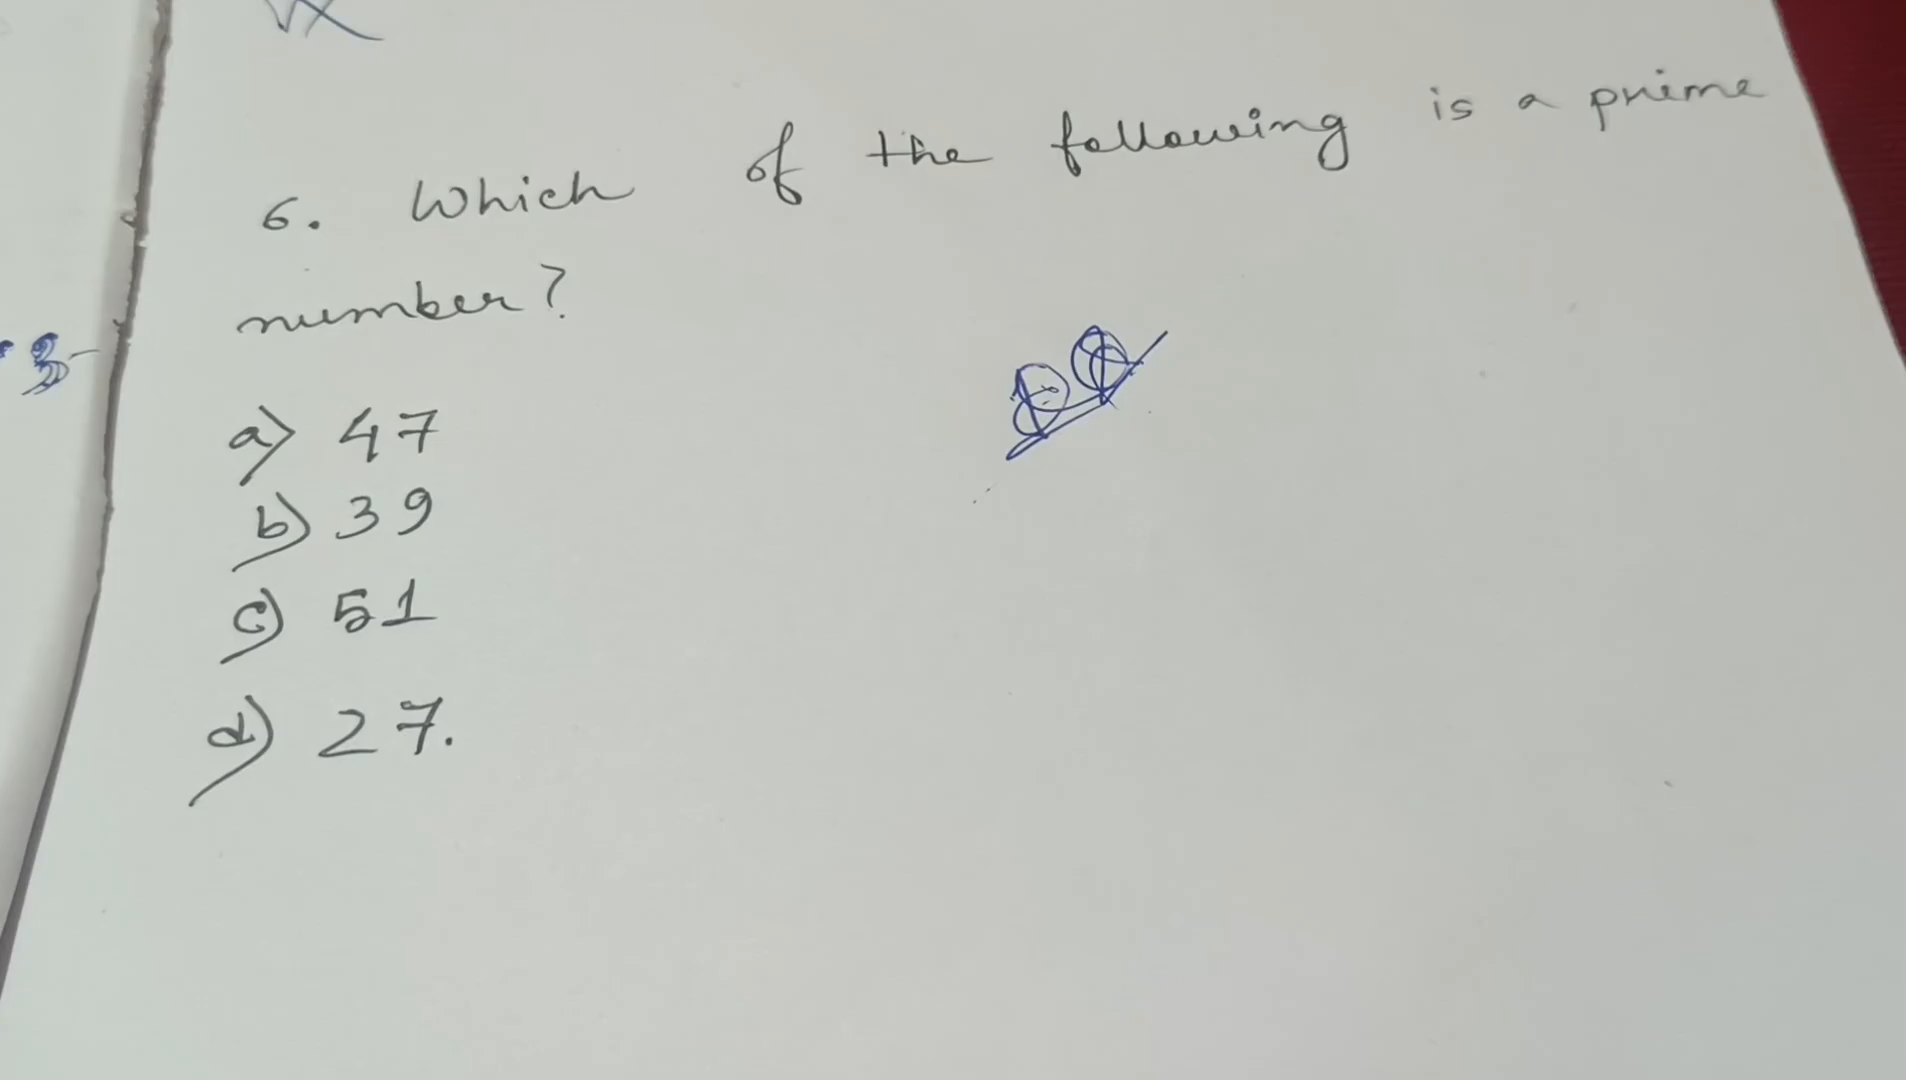 6. Which of the following is a prime
number?
a) 47
b) 39
c) 51
d) 27.